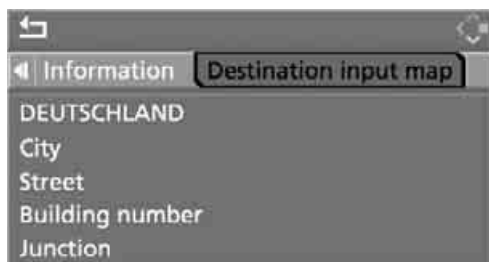 Information Destination input map
DEUTSCHLAND
City
Street
Building number
Junction